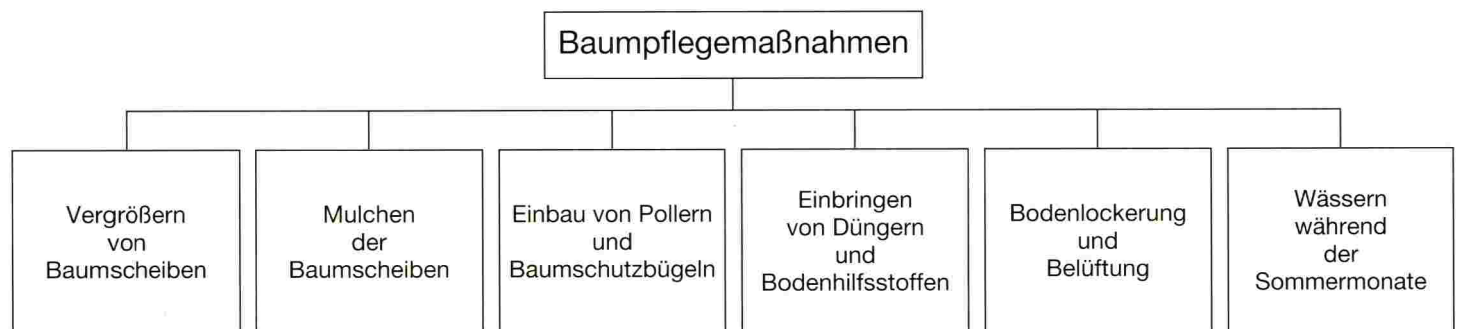 Baumpflegemaßnahmen
Vergrößern
von
Baumscheiben
Mulchen
der
Baumscheiben
Einbau von Pollern
und
Baumschutzbügeln
Einbringen
von Düngern
und
Bodenhilfsstoffen
Bodenlockerung
und
Belüftung
Wässern
während
der
Sommermonate